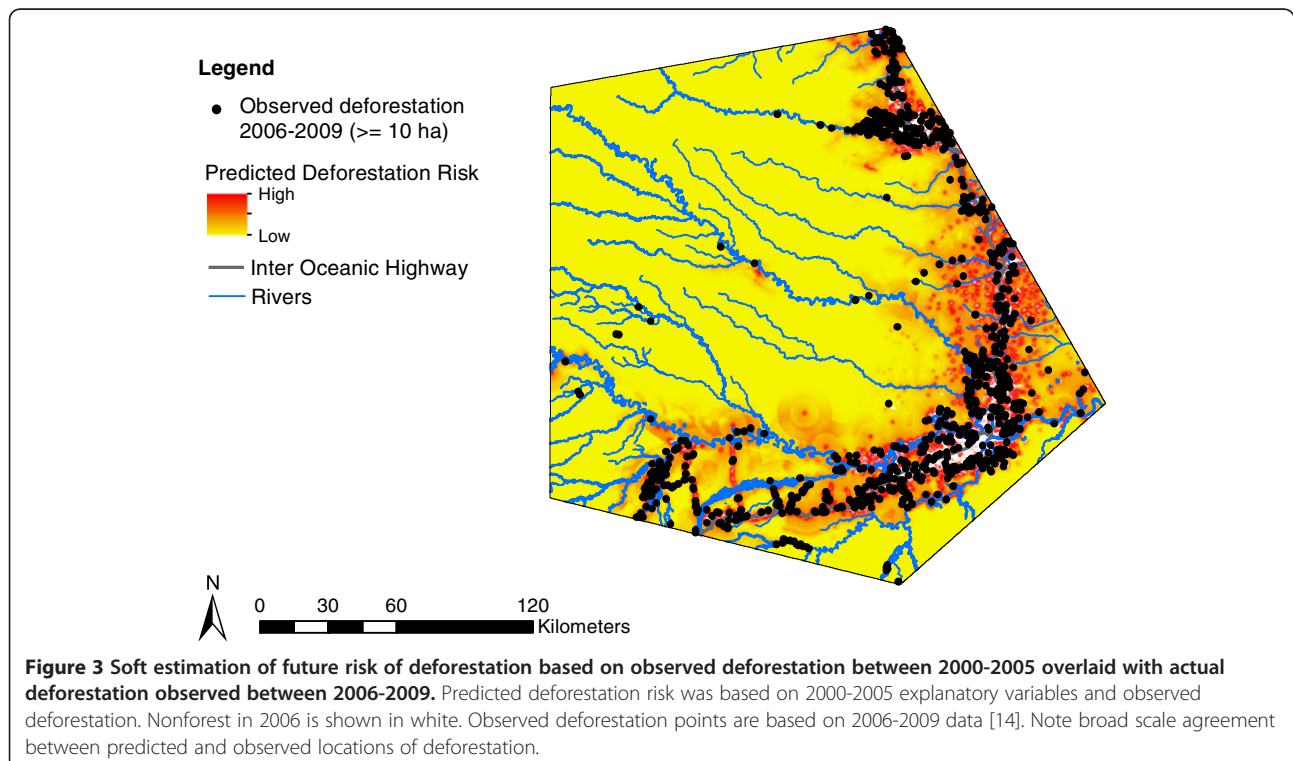 Legend
Observed deforestation
2006-2009 (>= 10 ha)
Predicted Deforestation Risk
High
Low
Inter Oceanic Highway
Rivers
N
0 30 60 120
Kilometers
Figure 3 Soft estimation of future risk of deforestation based on observed deforestation between 2000-2005 overlaid with actual
deforestation observed between 2006-2009. Predicted deforestation risk was based on 2000-2005 explanatory variables and observed
deforestation. Nonforest in 2006 is shown in white. Observed deforestation points are based on 2006-2009 data [14]. Note broad scale agreement
between predicted and observed locations of deforestation.